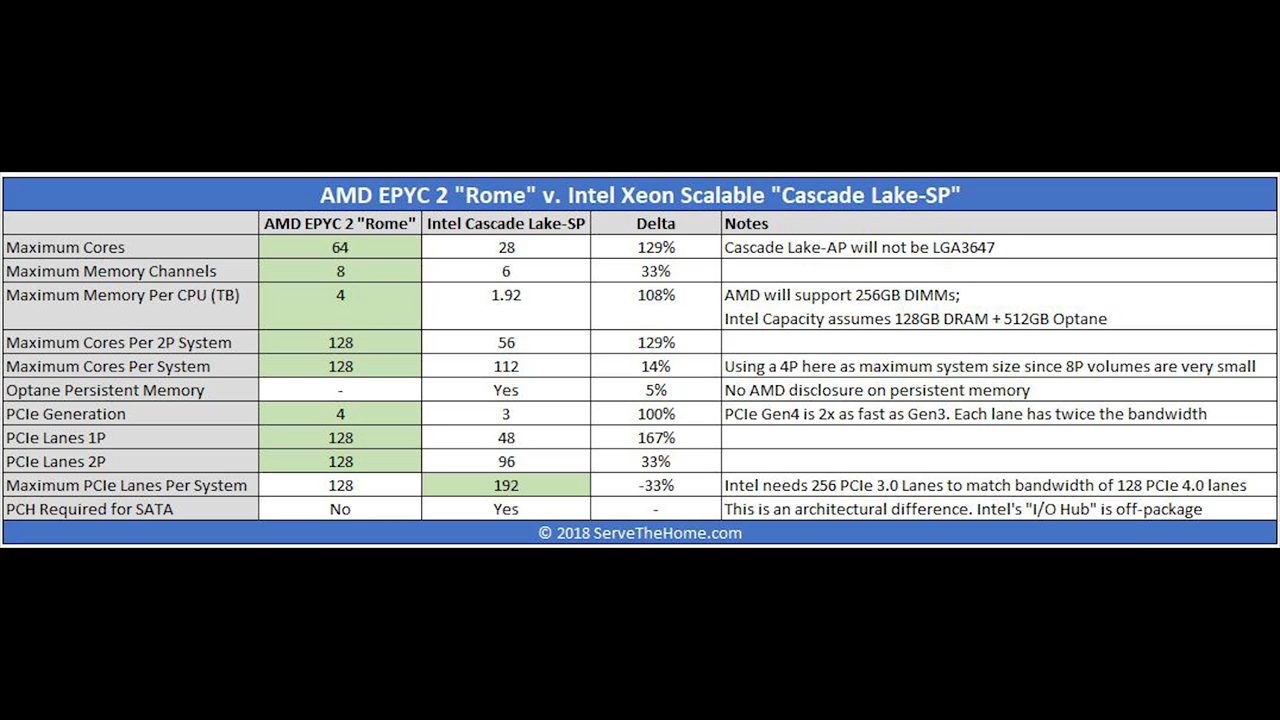 AMD EPYC 2 "Rome" v. Intel Xeon Scalable "Cascade Lake-SP"
AMD EPYC 2 "Rome" Intel Cascade Lake-SP Delta Notes
Maximum Cores 64 28 129% Cascade Lake-AP will not be LGA3647
Maximum Memory Channels 8 6 33%
Maximum Memory Per CPU (TB) 4 1.92 108% AMD will support 256GB DIMMs;
Intel Capacity assumes 128GB DRAM + 512GB Optane
Maximum Cores Per 2P System 128 56 129%
Maximum Cores Per System 128 112 14% Using a 4P here as maximum system size since 8P volumes are very small
Optane Persistent Memory - Yes 5% No AMD disclosure on persistent memory
PCIe Generation 4 3 100% PCIe Gen4 is 2x as fast as Gen3. Each lane has twice the bandwidth
PCIe Lanes 1P 128 48 167%
PCIe Lanes 2P 128 96 33%
Maximum PCIe Lanes Per System 128 192 -33% Intel needs 256 PCIe 3.0 Lanes to match bandwidth of 128 PCIe 4.0 lanes
PCH Required for SATA No Yes - This is an architectural difference. Intel's "I/O Hub" is off-package
© 2018 ServeTheHome.com